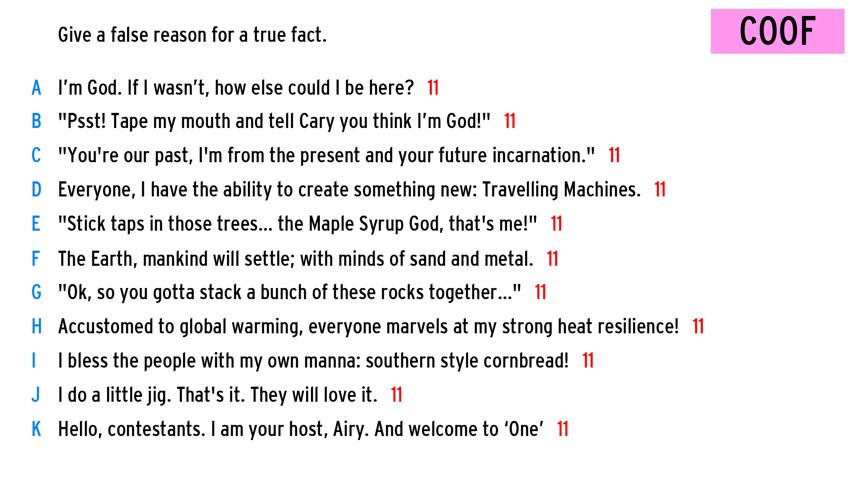 Give a false reason for a true fact.
COOF
A I'm God. If I wasn't, how else could I be here? 11
B "Psst! Tape my mouth and tell Cary you think I'm God!" 11
C "You're our past, I'm from the present and your future incarnation." 11
D Everyone, I have the ability to create something new: Travelling Machines. 11
E "Stick taps in those trees... the Maple Syrup God, that's me!" 11
F The Earth, mankind will settle; with minds of sand and metal. 11
G "Ok, so you gotta stack a bunch of these rocks together..." 11
H Accustomed to global warming, everyone marvels at my strong heat resilience! 11
I I bless the people with my own manna: southern style cornbread! 11
J I do a little jig. That's it. They will love it. 11
K Hello, contestants. I am your host, Airy. And welcome to ‘One’ 11